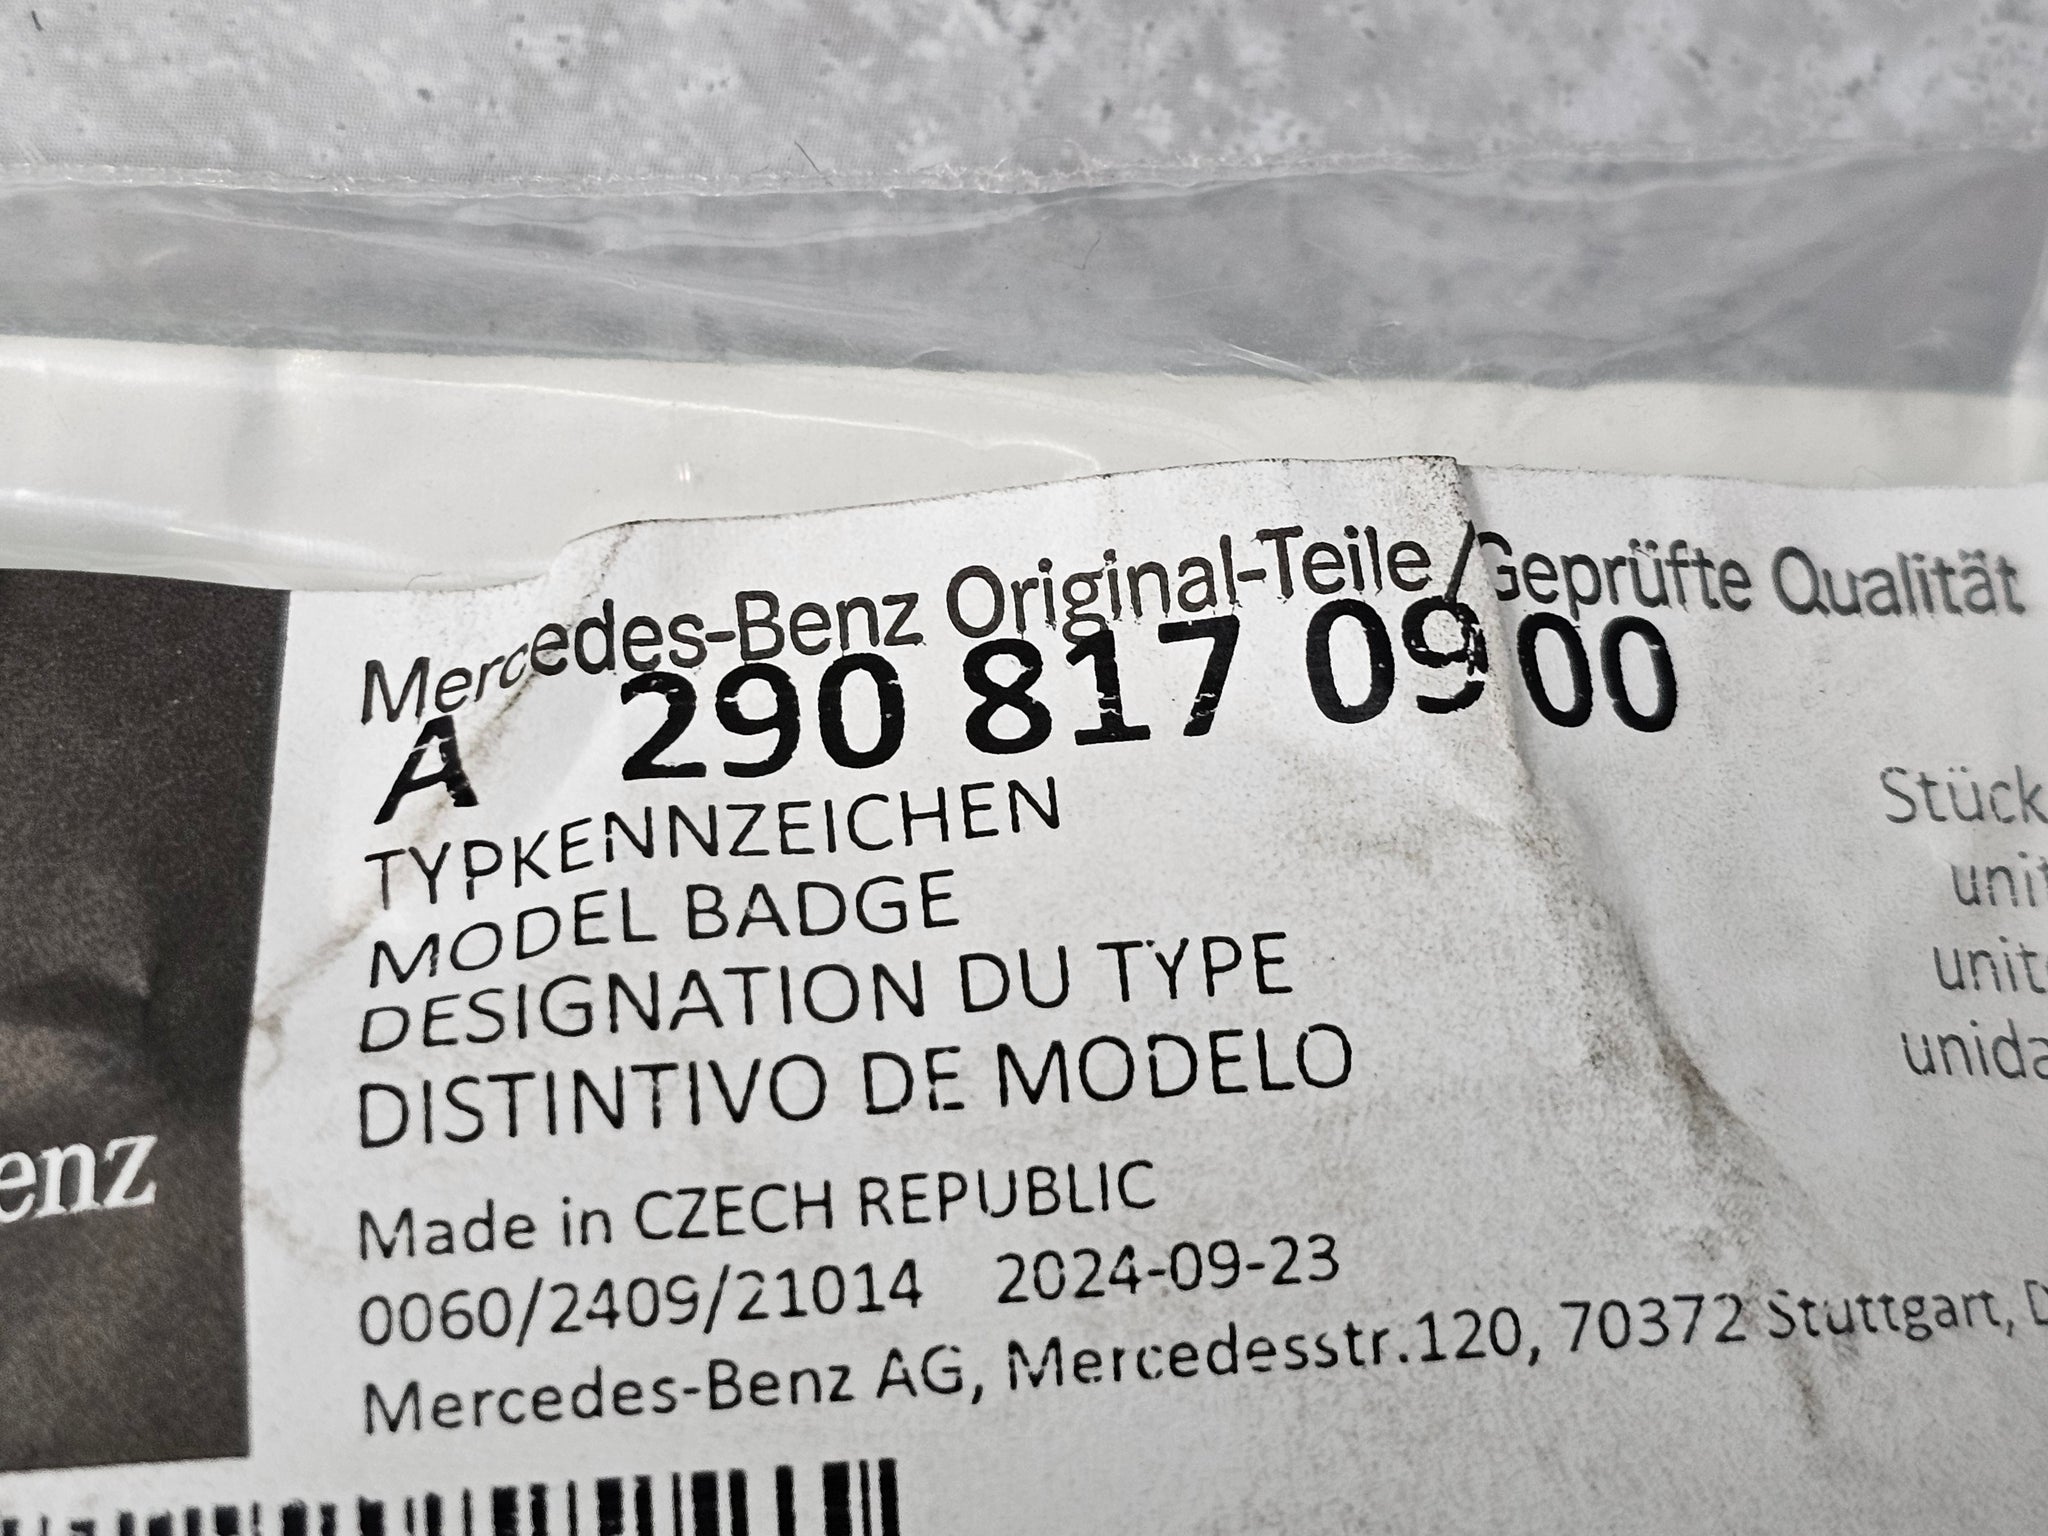 Mercedes-Benz Original-Teile/Geprüfte Qualität
A 290 817 09 00
TYPKENNZEICHEN
MODEL BADGE
DESIGNATION DU TYPE
DISTINTIVO DE MODELO
Stück
unit
unida
enz
Made in CZECH REPUBLIC
0060/2409/21014 2024-09-23
Mercedes-Benz AG, Mercedesstr.120, 70372 Stuttgart, D